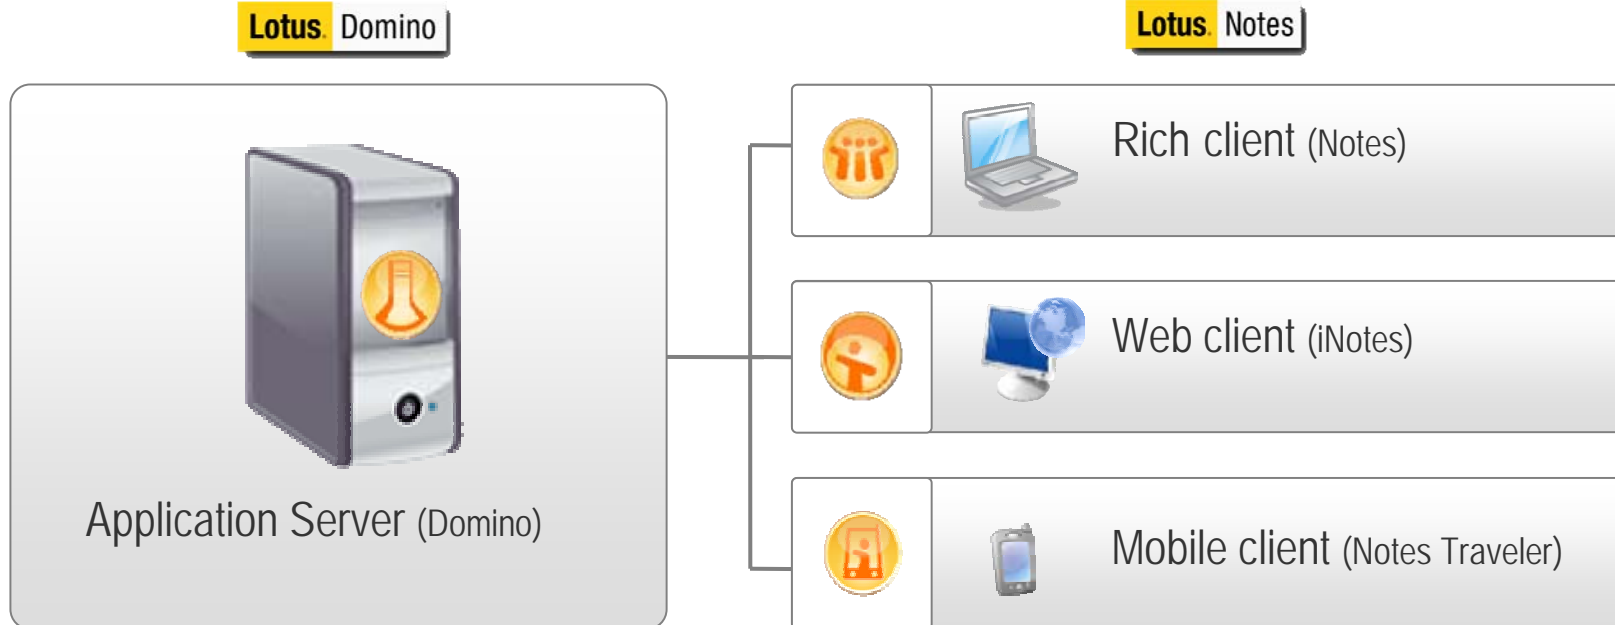 Lotus. Domino
Lotus. Notes
Application Server (Domino)
Rich client (Notes)
Web client (iNotes)
Mobile client (Notes Traveler)